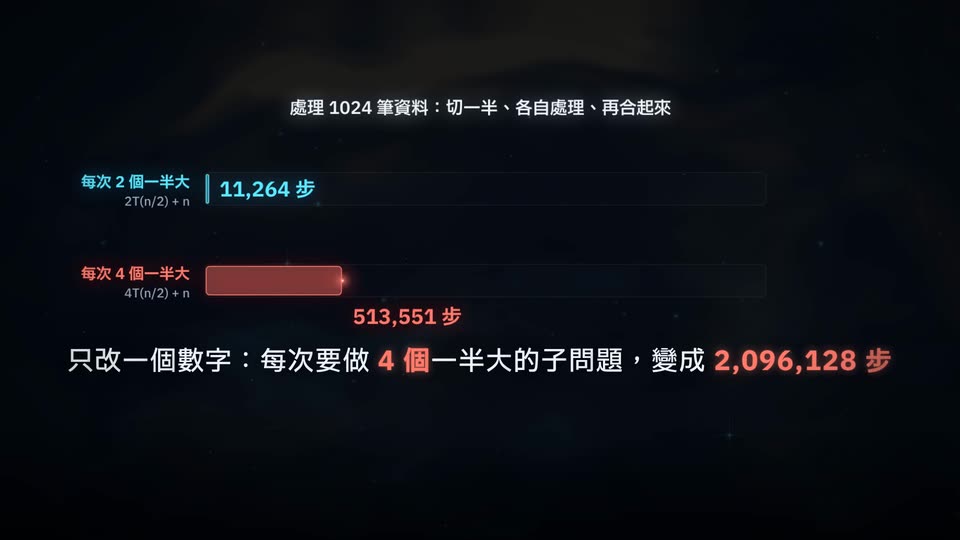 處理 1024 筆資料：切一半、各自處理、再合起來
每次 2 個一半大
2T(n/2) + n
11,264 步
每次 4 個一半大
4T(n/2) + n
513,551 步
只改一個數字：每次要做 4 個一半大的子問題，變成 2,096,128 步